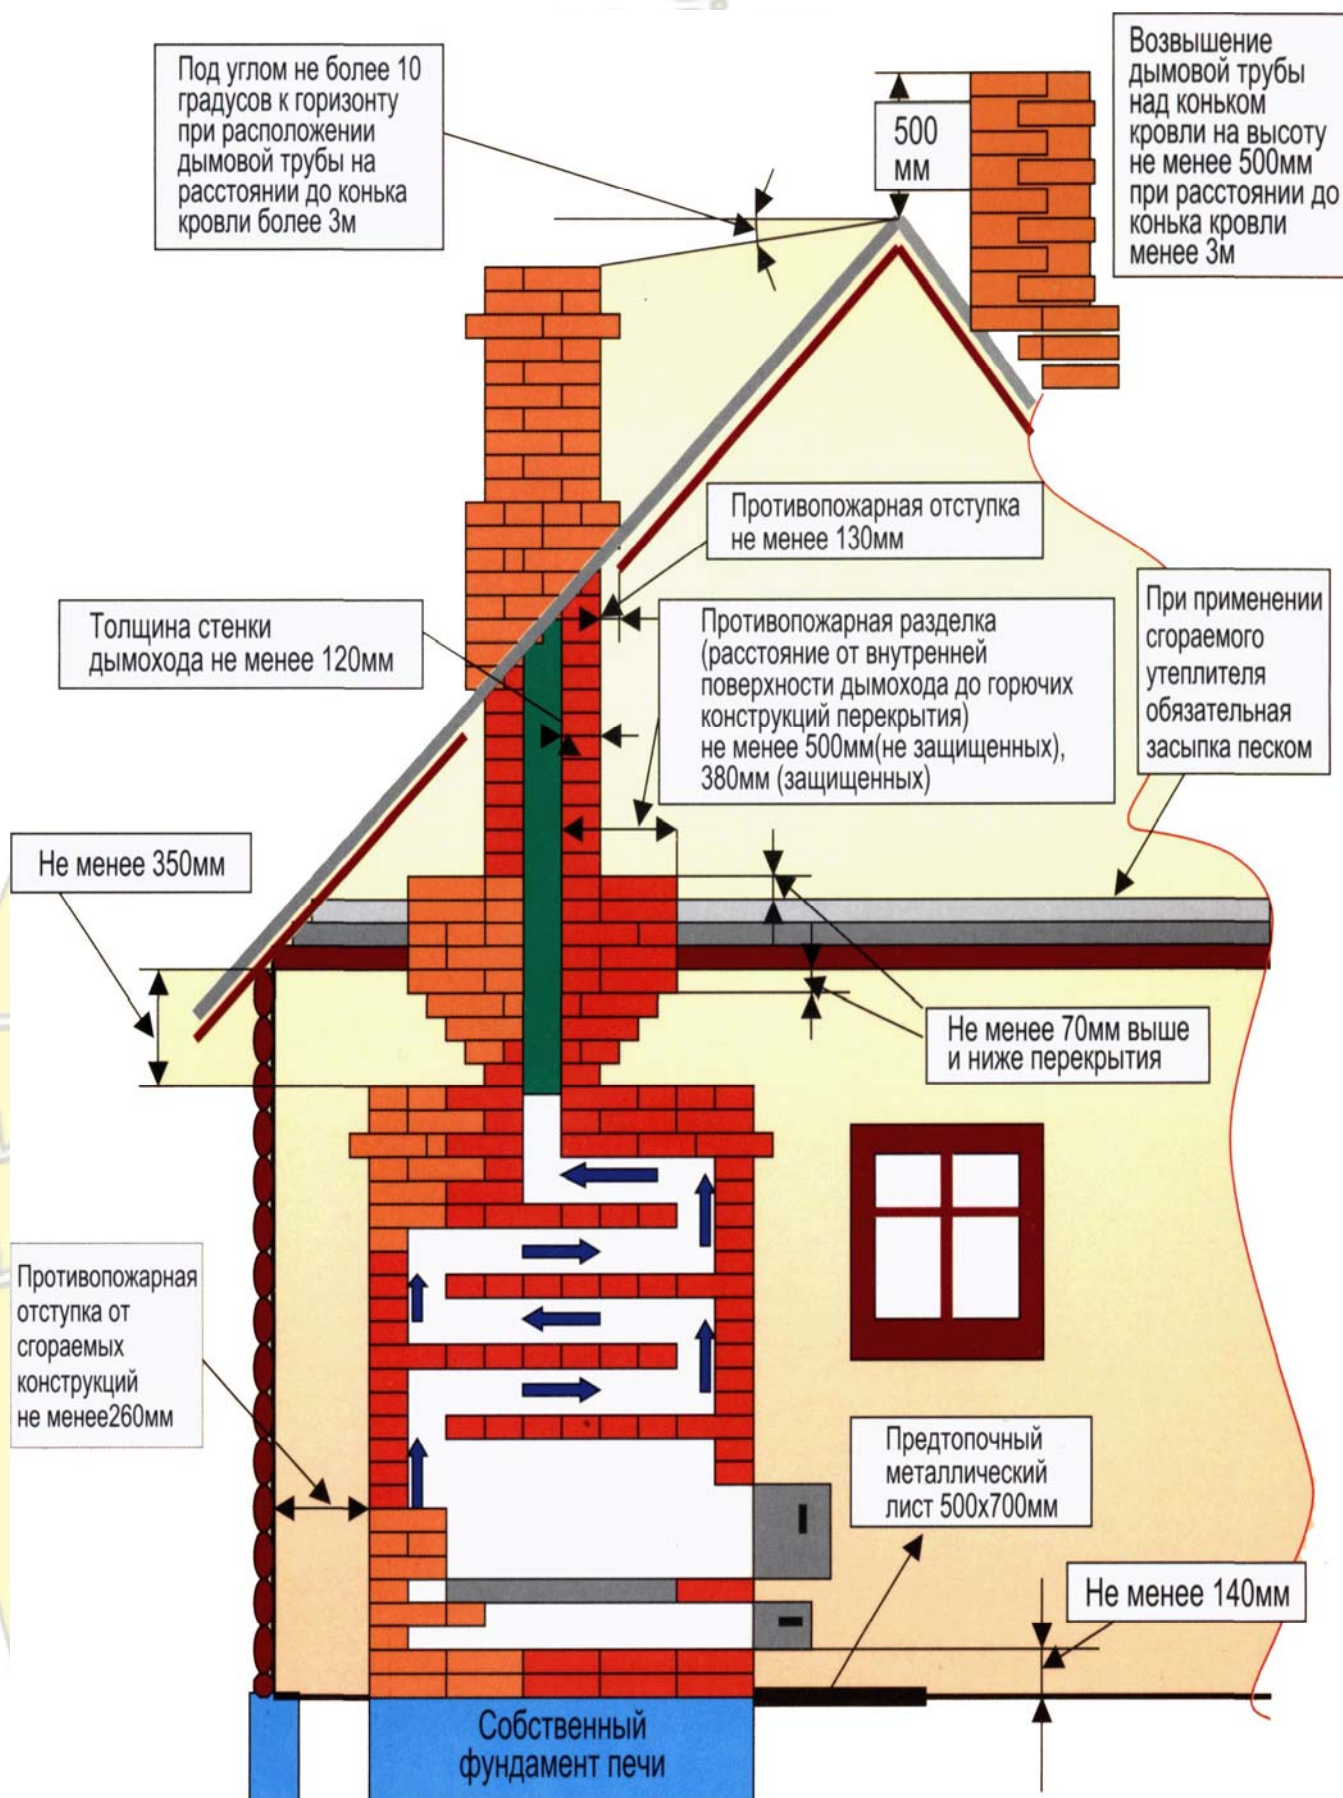 Под углом не более 10
градусов к горизонту
при расположении
дымовой трубы на
расстоянии до конька
кровли более 3м
500
мм
Возвышение
дымовой трубы
над коньком
кровли на высоту
не менее 500мм
при расстоянии до
конька кровли
менее 3м
Противопожарная отступка
не менее 130мм
Толщина стенки
дымохода не менее 120мм
Противопожарная разделка
(расстояние от внутренней
поверхности дымохода до горючих
конструкций перекрытия)
не менее 500мм(не защищенных),
380мм (защищенных)
При применении
сгораемого
утеплителя
обязательная
засыпка песком
Не менее 350мм
Не менее 70мм выше
и ниже перекрытия
Противопожарная
отступка от
сгораемых
конструкций
не менее260мм
Предтопочный
металлический
лист 500х700мм
Не менее 140мм
Собственный
фундамент печи